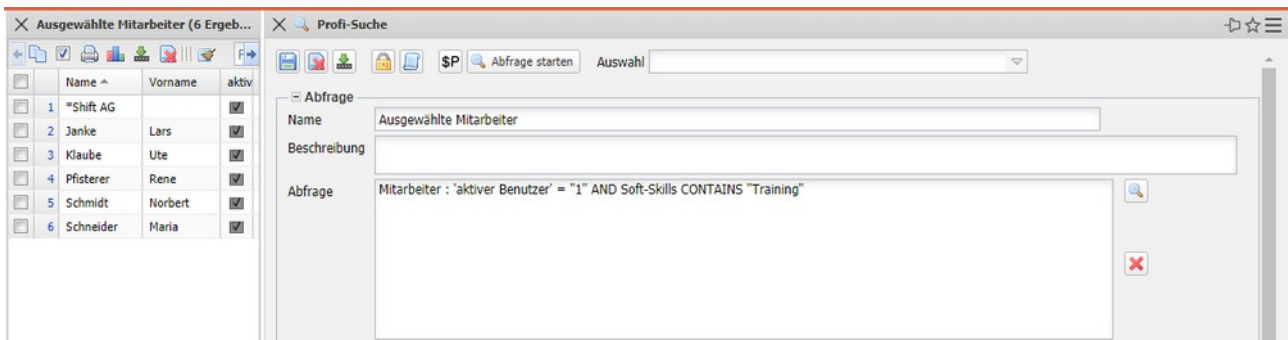 Ausgewählte Mitarbeiter (6 Ergeb...
Name Vorname aktiv
1 *Shift AG
2 Janke Lars
3 Klaube Ute
4 Pfisterer Rene
5 Schmidt Norbert
6 Schneider Maria
Profi-Suche
$P Abfrage starten Auswahl
Abfrage
Name Ausgewählte Mitarbeiter
Beschreibung
Abfrage Mitarbeiter : 'aktiver Benutzer' = "1" AND Soft-Skills CONTAINS "Training"